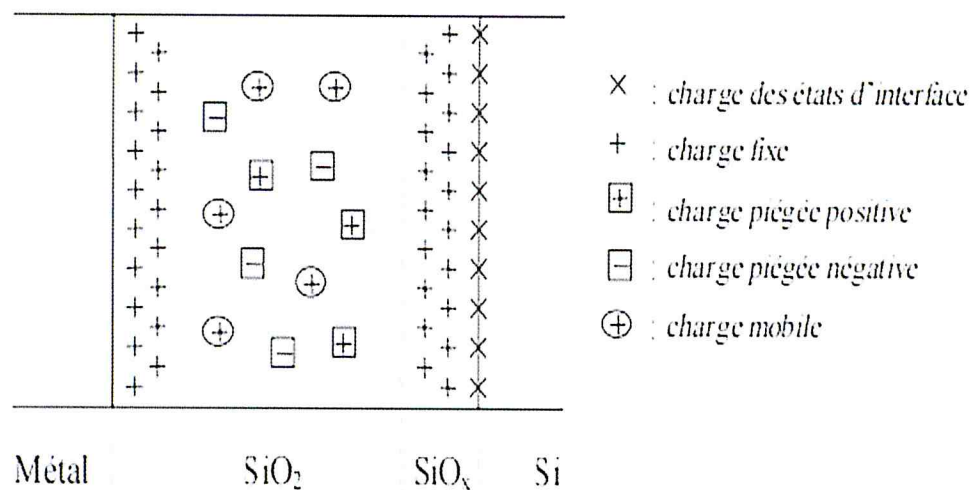 × : charge des états d'interface
+ : charge fixe
+ : charge piégée positive
− : charge piégée négative
+ : charge mobile
Métal SiO₂ SiOₓ Si